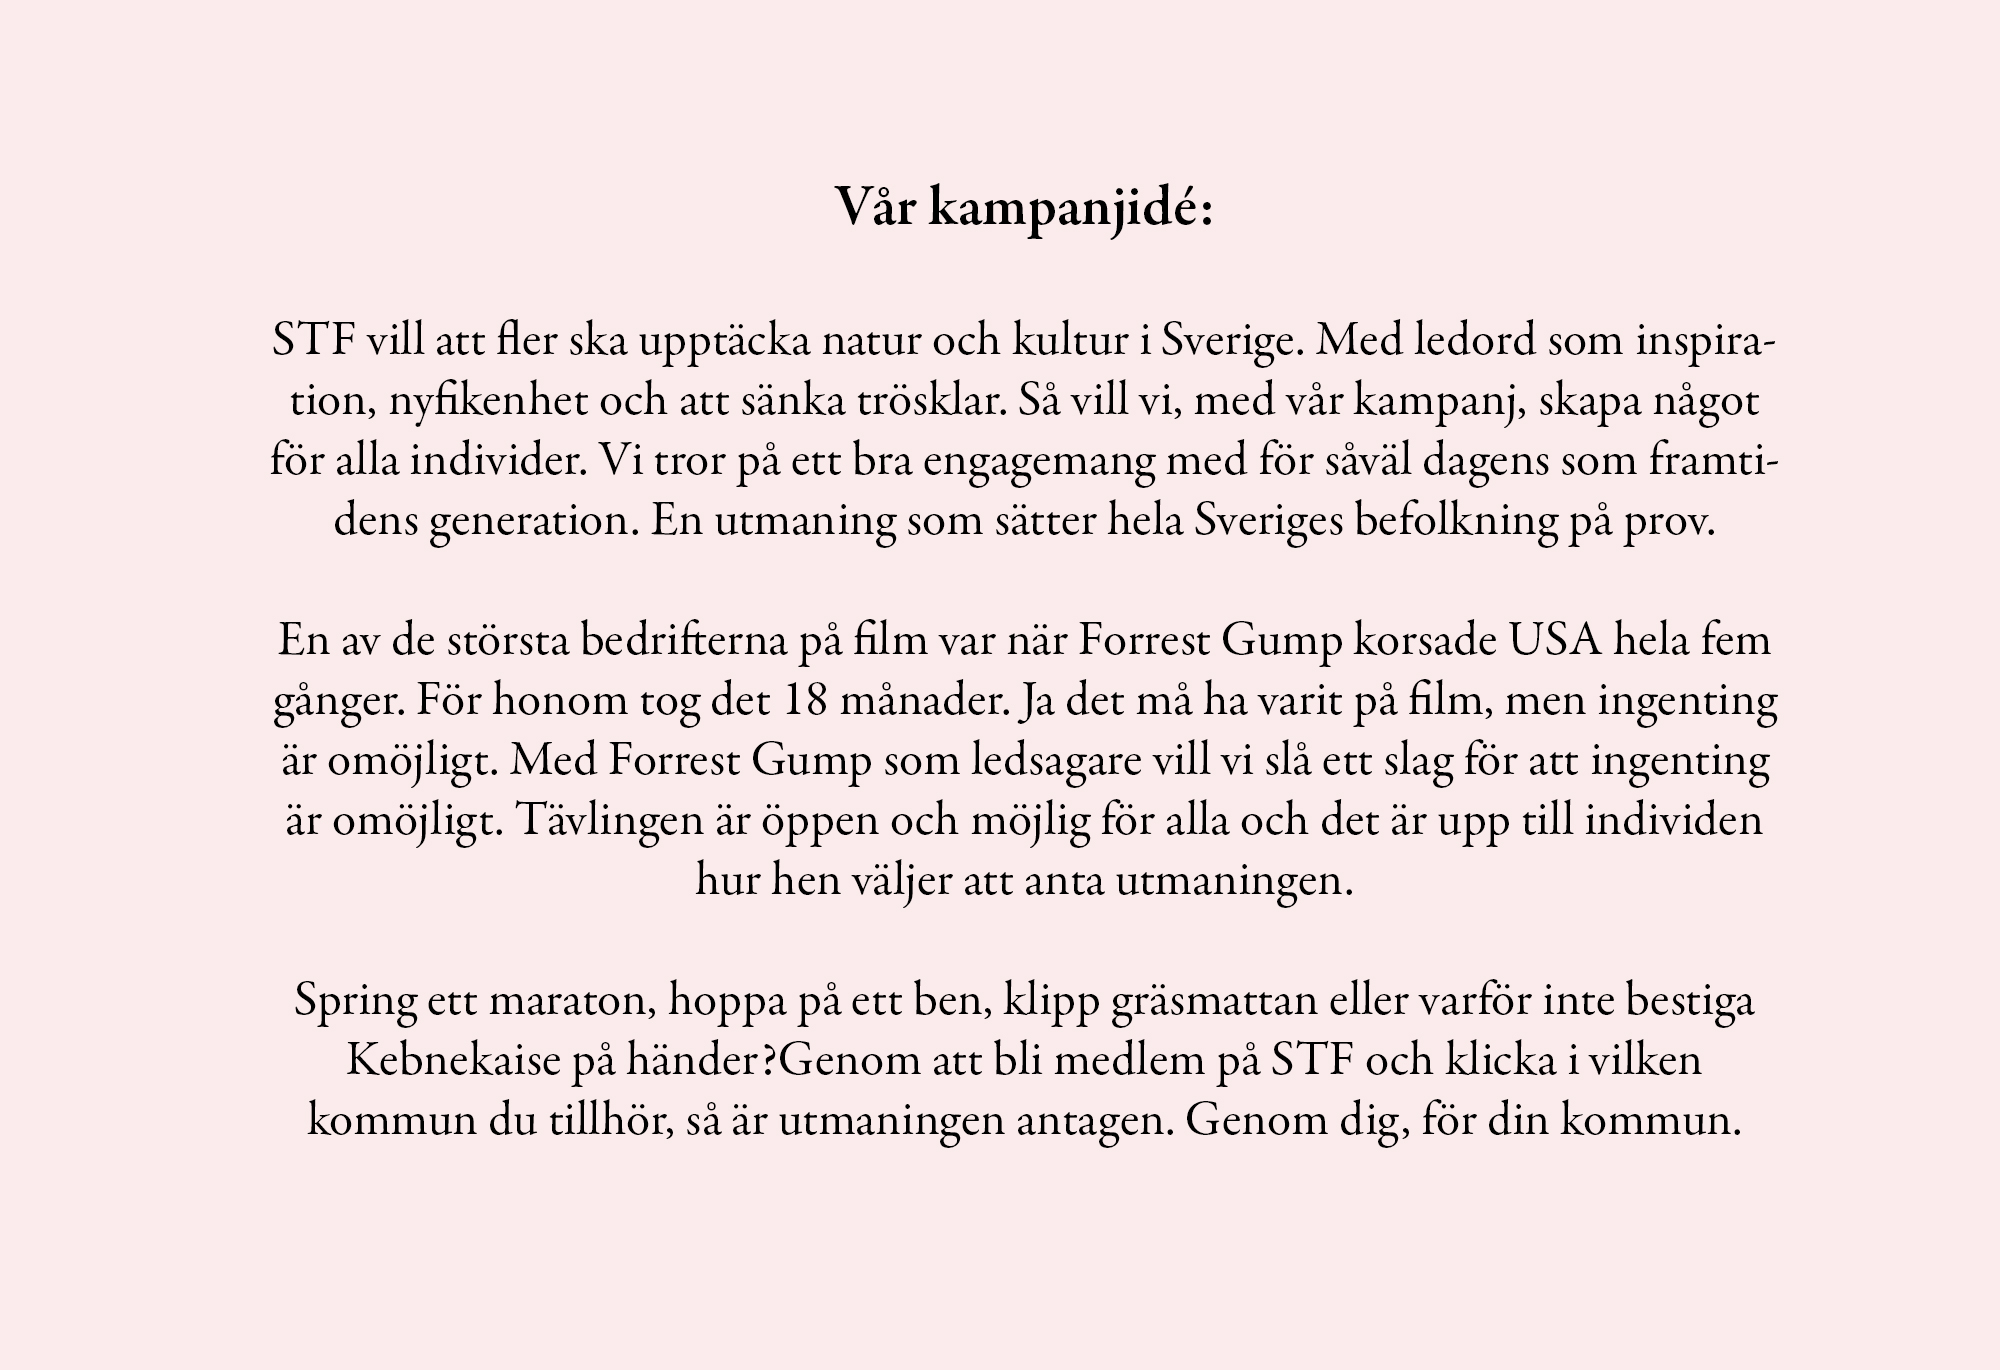 Vår kampanjidé:
STF vill att fler ska upptäcka natur och kultur i Sverige. Med ledord som inspira-
tion, nyfikenhet och att sänka trösklar. Så vill vi, med vår kampanj, skapa något
för alla individer. Vi tror på ett bra engagemang med för såväl dagens som framti-
dens generation. En utmaning som sätter hela Sveriges befolkning på prov.
En av de största bedrifterna på film var när Forrest Gump korsade USA hela fem
gånger. För honom tog det 18 månader. Ja det må ha varit på film, men ingenting
är omöjligt. Med Forrest Gump som ledsagare vill vi slå ett slag för att ingenting
är omöjligt. Tävlingen är öppen och möjlig för alla och det är upp till individen
hur hen väljer att anta utmaningen.
Spring ett maraton, hoppa på ett ben, klipp gräsmattan eller varför inte bestiga
Kebnekaise på händer?Genom att bli medlem på STF och klicka i vilken
kommun du tillhör, så är utmaningen antagen. Genom dig, för din kommun.